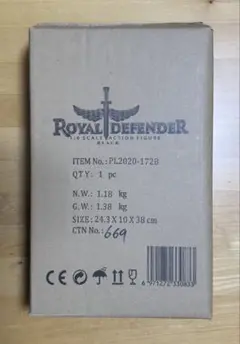 ROYAL DEFENDER
1:6 SCALE ACTION FIGURE
BLACK
ITEM No.: PL2020-172B
QTY: 1 pc
N.W.: 1.18 kg
G.W.: 1.38 kg
SIZE: 24.3 X 10 X 38 cm
CTN No.: 669
CE